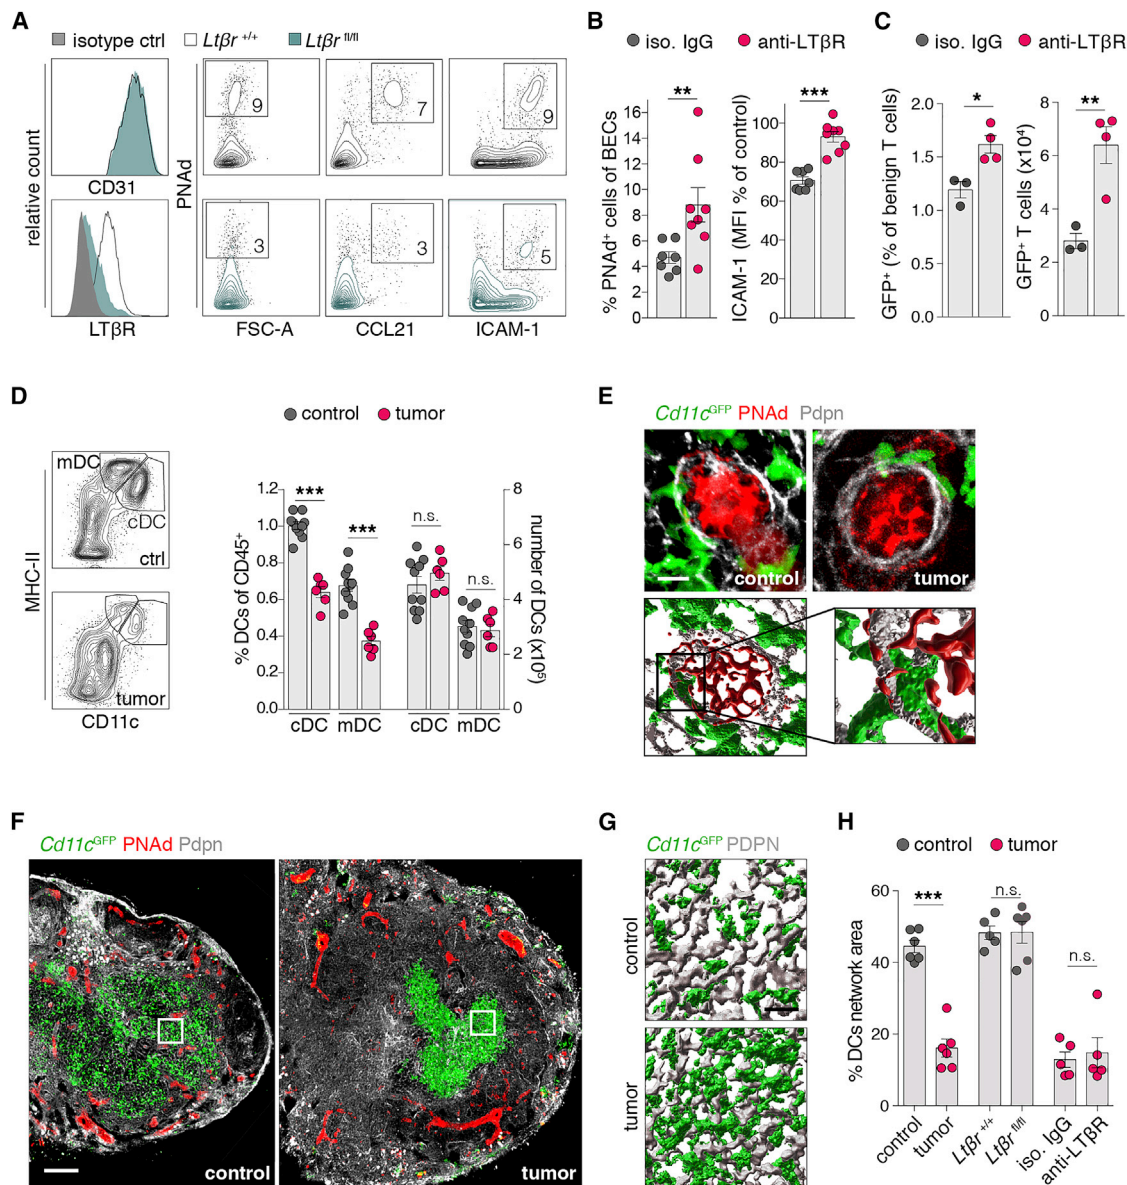 A
isotype ctrl Ltβr +/+ Ltβr fl/fl
relative count
CD31
LTβR
PNAd
9
7
9
3
3
5
FSC-A
CCL21
ICAM-1
B
iso. IgG anti-LTβR
% PNAd+ cells of BECs
16
14
12
10
8
6
4
2
0
**
ICAM-1 (MFI % of control)
100
80
60
40
20
0
***
C
iso. IgG anti-LTβR
GFP+ (% of benign T cells)
2.0
1.5
1.0
0.5
0.0
*
GFP+ T cells (x10⁴)
8
6
4
2
0
**
D
control tumor
MHC-II
mDC
cDC
ctrl
tumor
CD11c
% DCs of CD45+
1.2
1.0
0.8
0.6
0.4
0.2
0
***
***
n.s.
n.s.
8
6
4
2
0
number of DCs (x10⁵)
cDC mDC cDC mDC
E
Cd11cGFP PNAd Pdpn
control
tumor
F
Cd11cGFP PNAd Pdpn
control
tumor
G
Cd11cGFP PDPN
control
tumor
H
control tumor
% DCs network area
60
40
20
0
***
n.s.
n.s.
control
tumor
Ltβr +/+
Ltβr fl/fl
iso. IgG
anti-LTβR